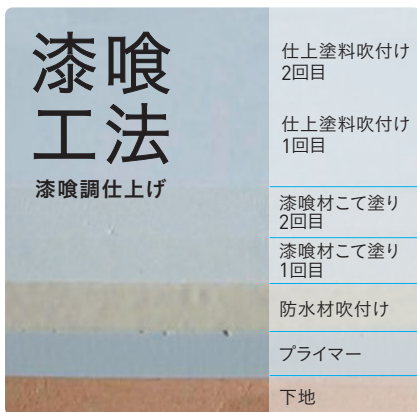 漆喰
工法
漆喰調仕上げ
仕上塗料吹付け
2回目
仕上塗料吹付け
1回目
漆喰材こて塗り
2回目
漆喰材こて塗り
1回目
防水材吹付け
プライマー
下地